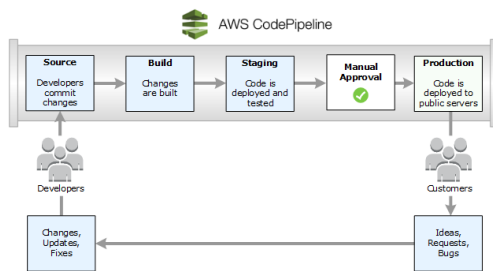 AWS CodePipeline
Source
Developers
commit
changes
Build
Changes
are built
Staging
Code is
deployed and
tested
Manual
Approval
Production
Code is
deployed to
public servers
Developers
Customers
Changes,
Updates,
Fixes
Ideas,
Requests,
Bugs